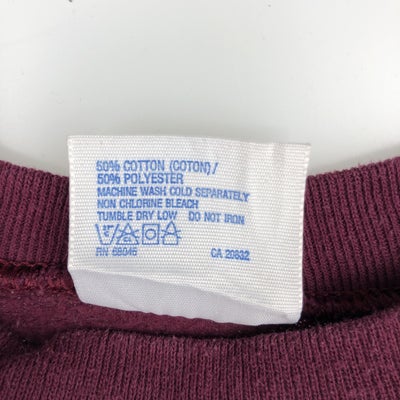 50% COTTON (COTON)/
50% POLYESTER
MACHINE WASH COLD SEPARATELY
NON CHLORINE BLEACH
TUMBLE DRY LOW DO NOT IRON
RN 68046 CA 20832